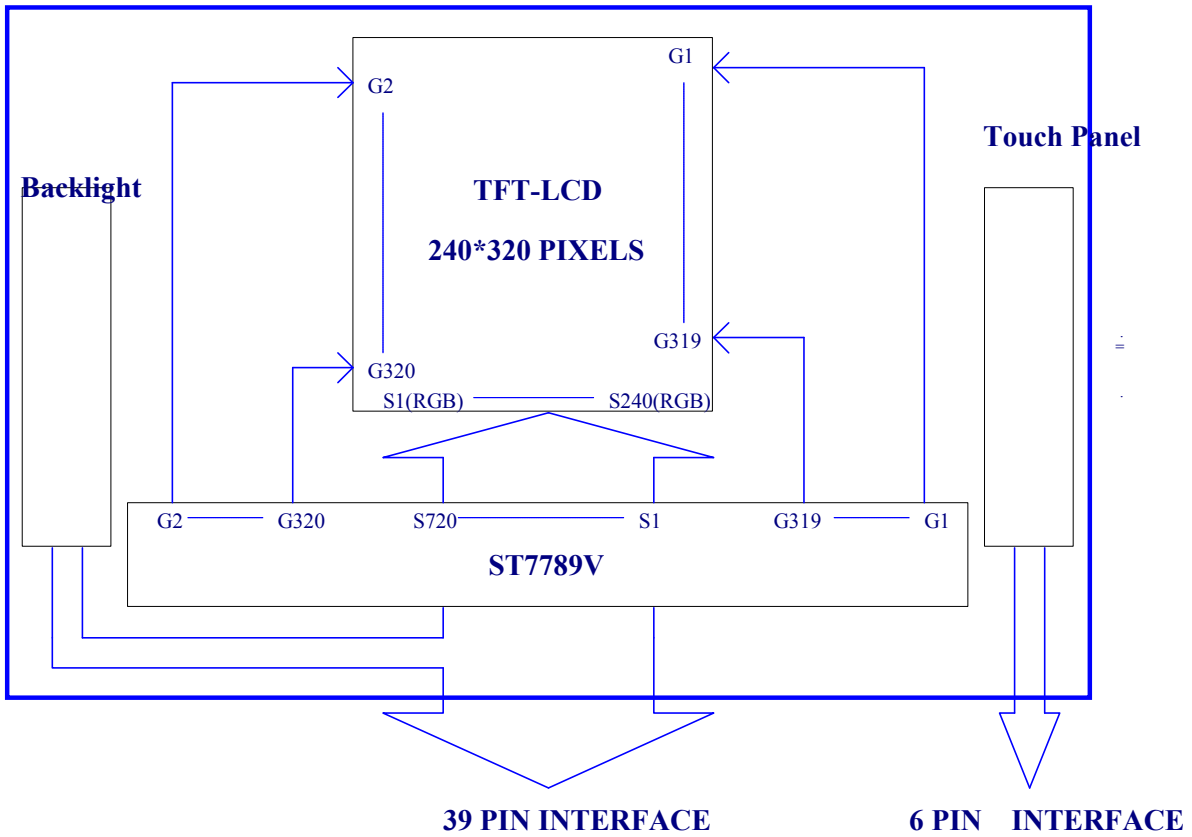 G1
G2
Touch Panel
Backlight
TFT-LCD
240*320 PIXELS
G319
G320
S1(RGB) S240(RGB)
G2 G320 S720 S1 G319 G1
ST7789V
39 PIN INTERFACE 6 PIN INTERFACE